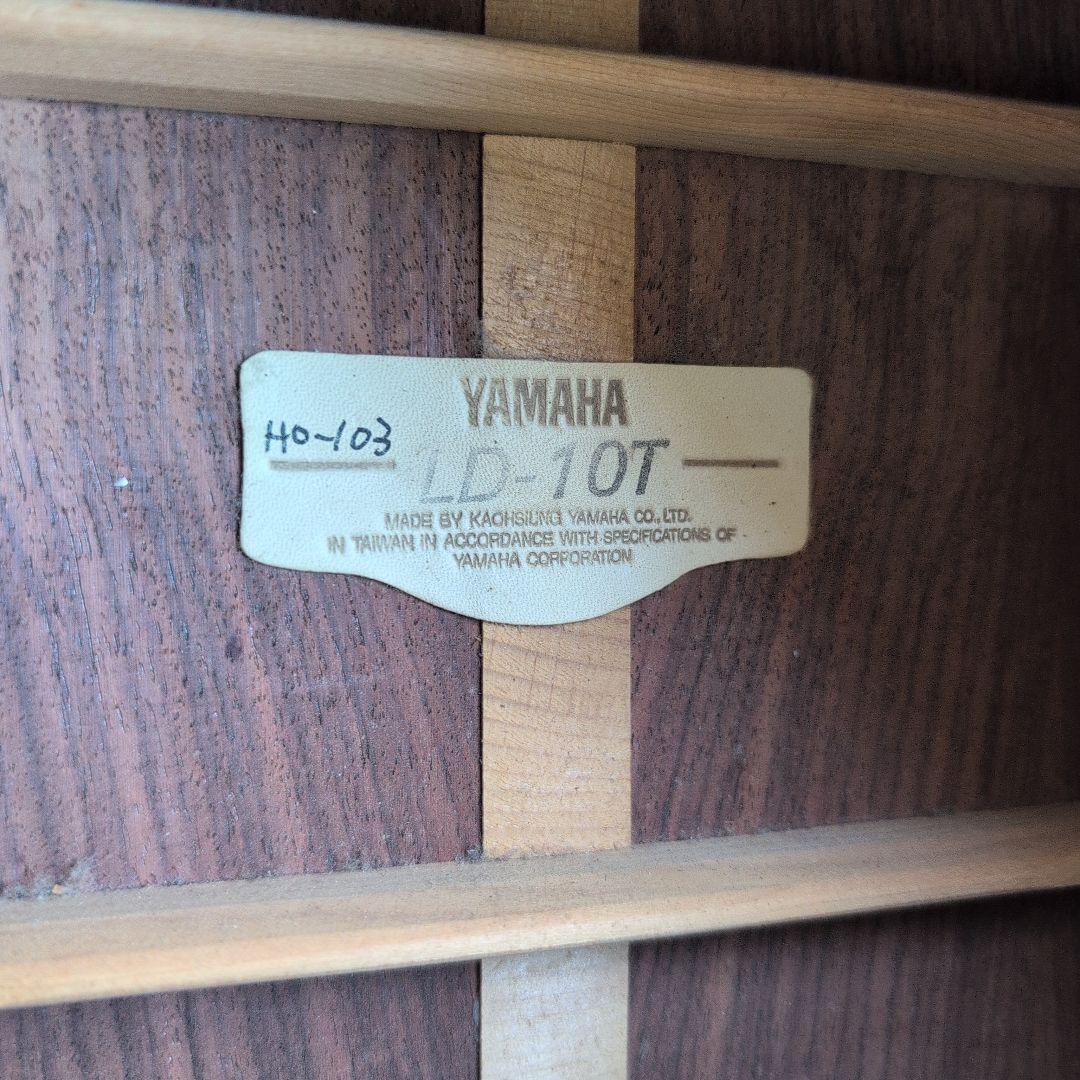 YAMAHA
HO-103
LD-10T
MADE BY KAOHSIUNG YAMAHA CO., LTD.
IN TAIWAN IN ACCORDANCE WITH SPECIFICATIONS OF
YAMAHA CORPORATION